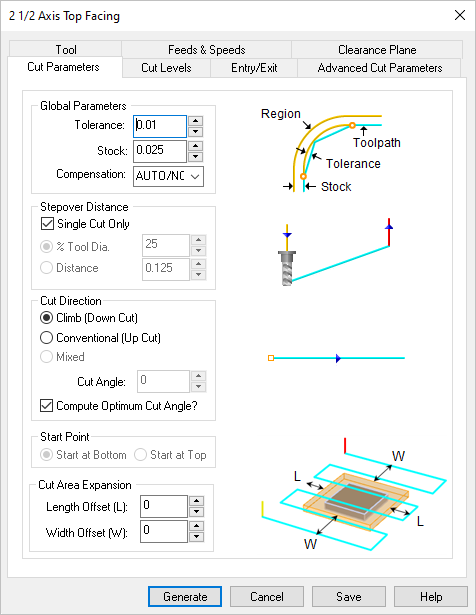 2 1/2 Axis Top Facing
Tool
Feeds & Speeds
Clearance Plane
Cut Parameters
Cut Levels
Entry/Exit
Advanced Cut Parameters
Global Parameters
Tolerance: 0.01
Stock: 0.025
Compensation: AUTO/NC
Region
Toolpath
Tolerance
Stock
Stepover Distance
Single Cut Only
% Tool Dia. 25
Distance 0.125
Cut Direction
Climb (Down Cut)
Conventional (Up Cut)
Mixed
Cut Angle: 0
Compute Optimum Cut Angle?
Start Point
Start at Bottom
Start at Top
Cut Area Expansion
Length Offset (L): 0
Width Offset (W): 0
W
L
L
W
Generate
Cancel
Save
Help